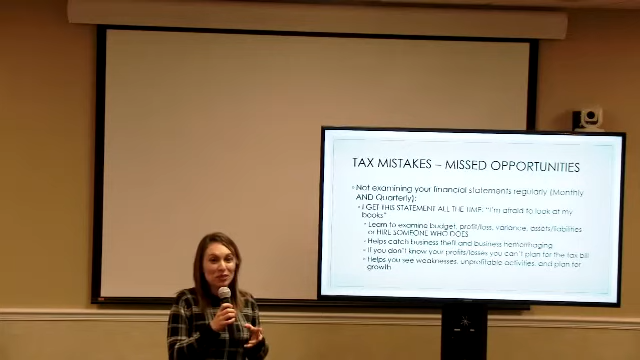 TAX MISTAKES – MISSED OPPORTUNITIES
Not examining your financial statements regularly (Monthly
AND Quarterly):
I GET THIS STATEMENT ALL THE TIME: "I'm afraid to look at my
books"
Learn to examine budget, profit/loss, variance, assets/liabilities
or HIRE SOMEONE WHO DOES
Helps catch business theft and business hemorrhaging
If you don't know your profits/losses you can't plan for the tax bill
Helps you see weaknesses, unprofitable activities, and plan for
growth